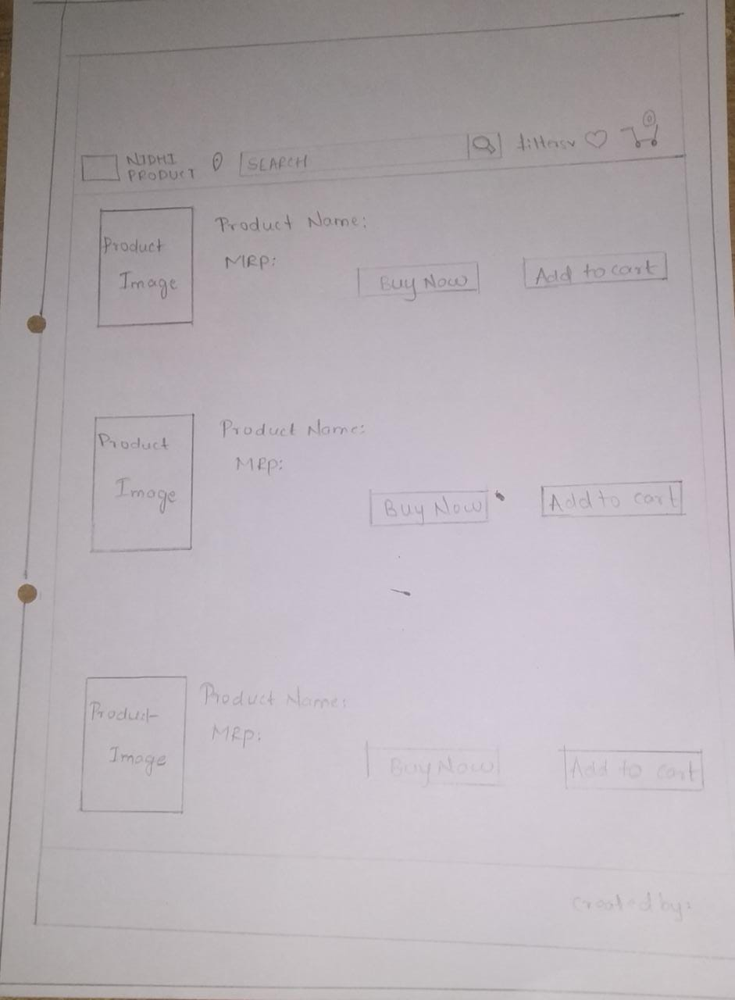 NIDHI
PRODUCT
SEARCH
filters
0
Product Name:
MRP:
Product
Image
Buy Now
Add to cart
Product Name:
MRP:
Product
Image
Buy Now
Add to cart
Product Name:
MRP:
Product
Image
Buy Now
Add to cart
created by: